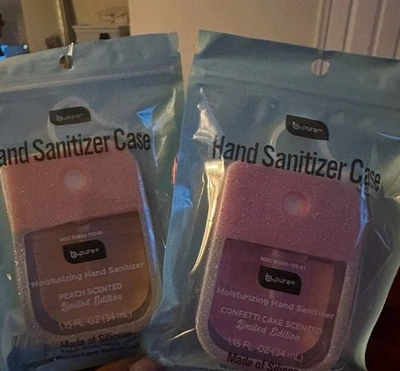 b-pure+
and Sanitizer Case
b-pure+
Moisturizing Hand Sanitizer
PEACH SCENTED
Limited Edition
1.15 FL. OZ (34 mL)
Made of Silicone
b-pure+
Hand Sanitizer Case
b-pure+
Moisturizing Hand Sanitizer
CONFETTI CAKE SCENTED
Limited Edition
1.15 FL. OZ (34 mL)
Made of